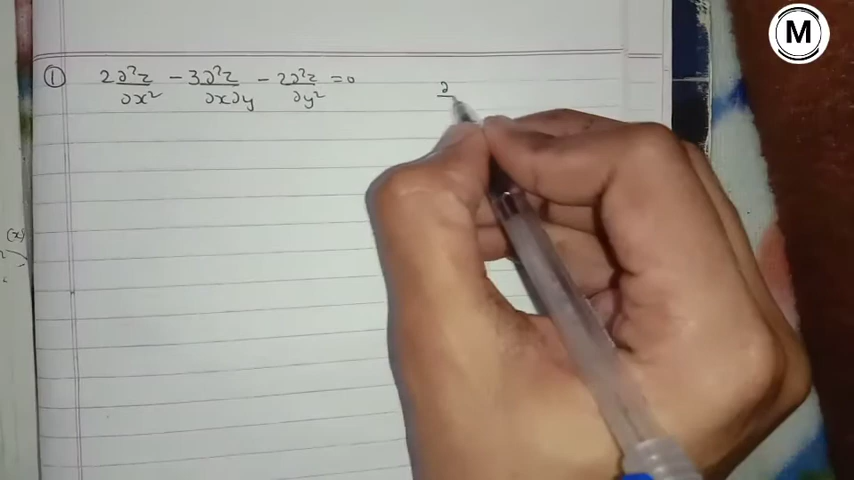 ① 2∂²z/∂x² - 3∂²z/∂x∂y - 2∂²z/∂y² = 0
∂
(x)
M